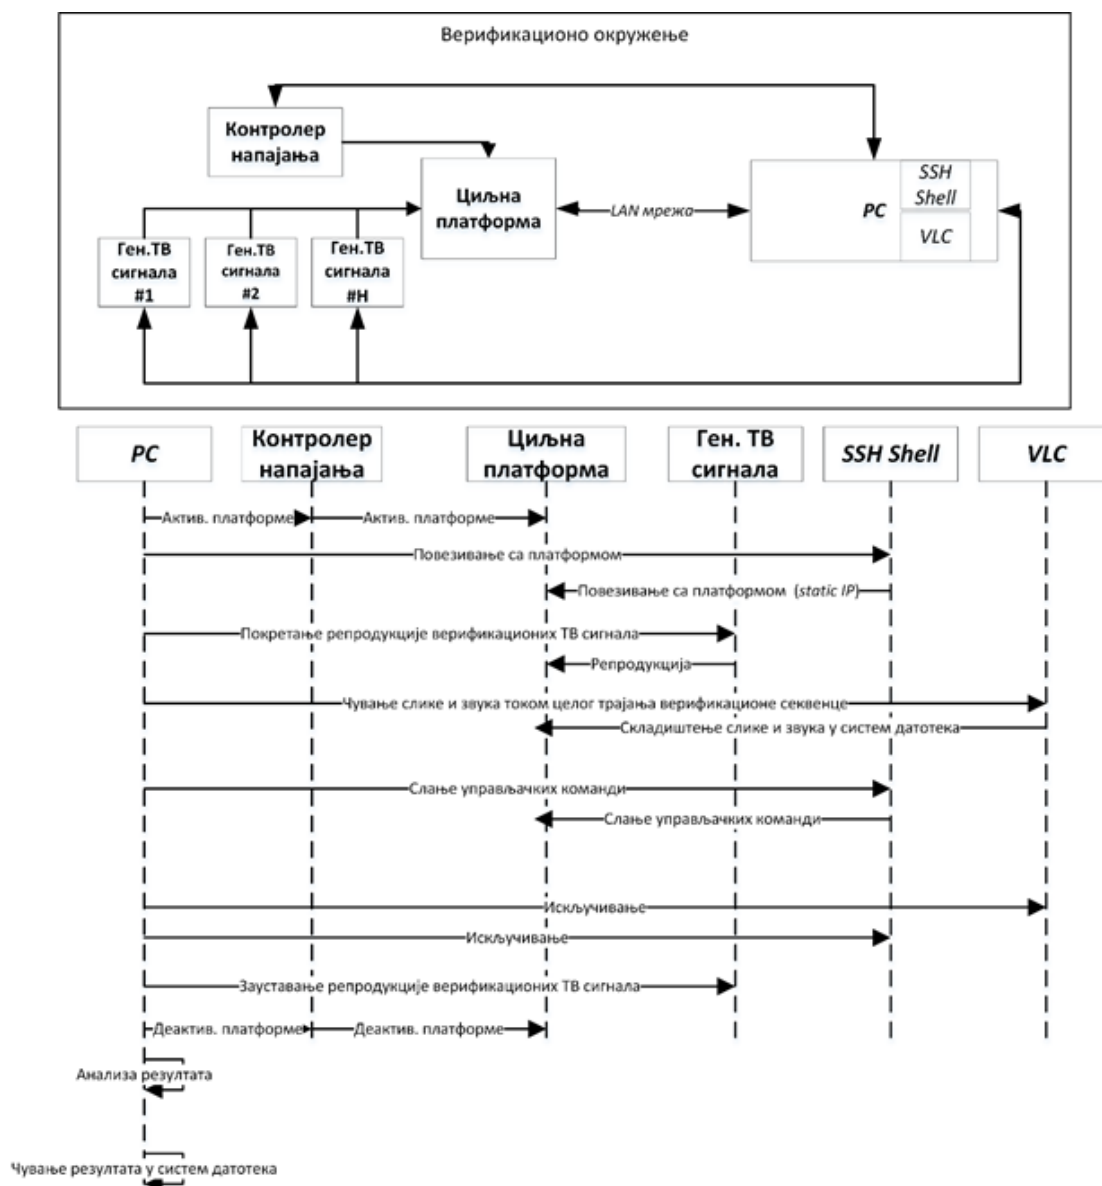 Верификационо окружење
Контролер
напајања
Циљна
платформа
LAN мрежа
PC
SSH
Shell
VLC
Ген.ТВ
сигнала
#1
Ген.ТВ
сигнала
#2
Ген.ТВ
сигнала
#Н
PC
Контролер
напајања
Циљна
платформа
Ген. ТВ
сигнала
SSH Shell
VLC
Актив. платформе
Актив. платформе
Повезивање са платформом
Повезивање са платформом (static IP)
Покретање репродукције верификационих ТВ сигнала
Репродукција
Чување слике и звука током целог трајања верификационе секвенце
Складиштење слике и звука у систем датотека
Слање управљачких команди
Слање управљачких команди
Искључивање
Искључивање
Зауставање репродукције верификационих ТВ сигнала
Деактив. платформе
Деактив. платформе
Анализа резултата
Чување резултата у систем датотека